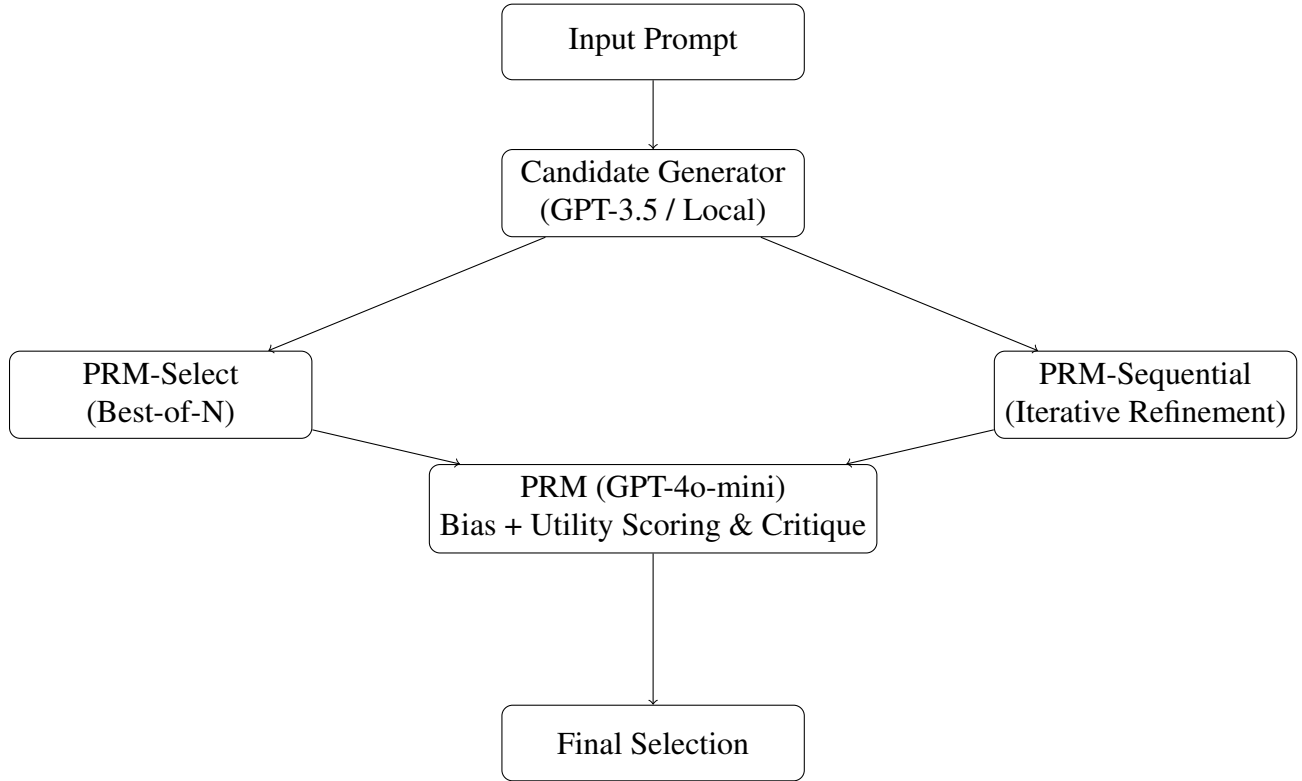 Input Prompt
Candidate Generator
(GPT-3.5 / Local)
PRM-Select
(Best-of-N)
PRM-Sequential
(Iterative Refinement)
PRM (GPT-4o-mini)
Bias + Utility Scoring & Critique
Final Selection